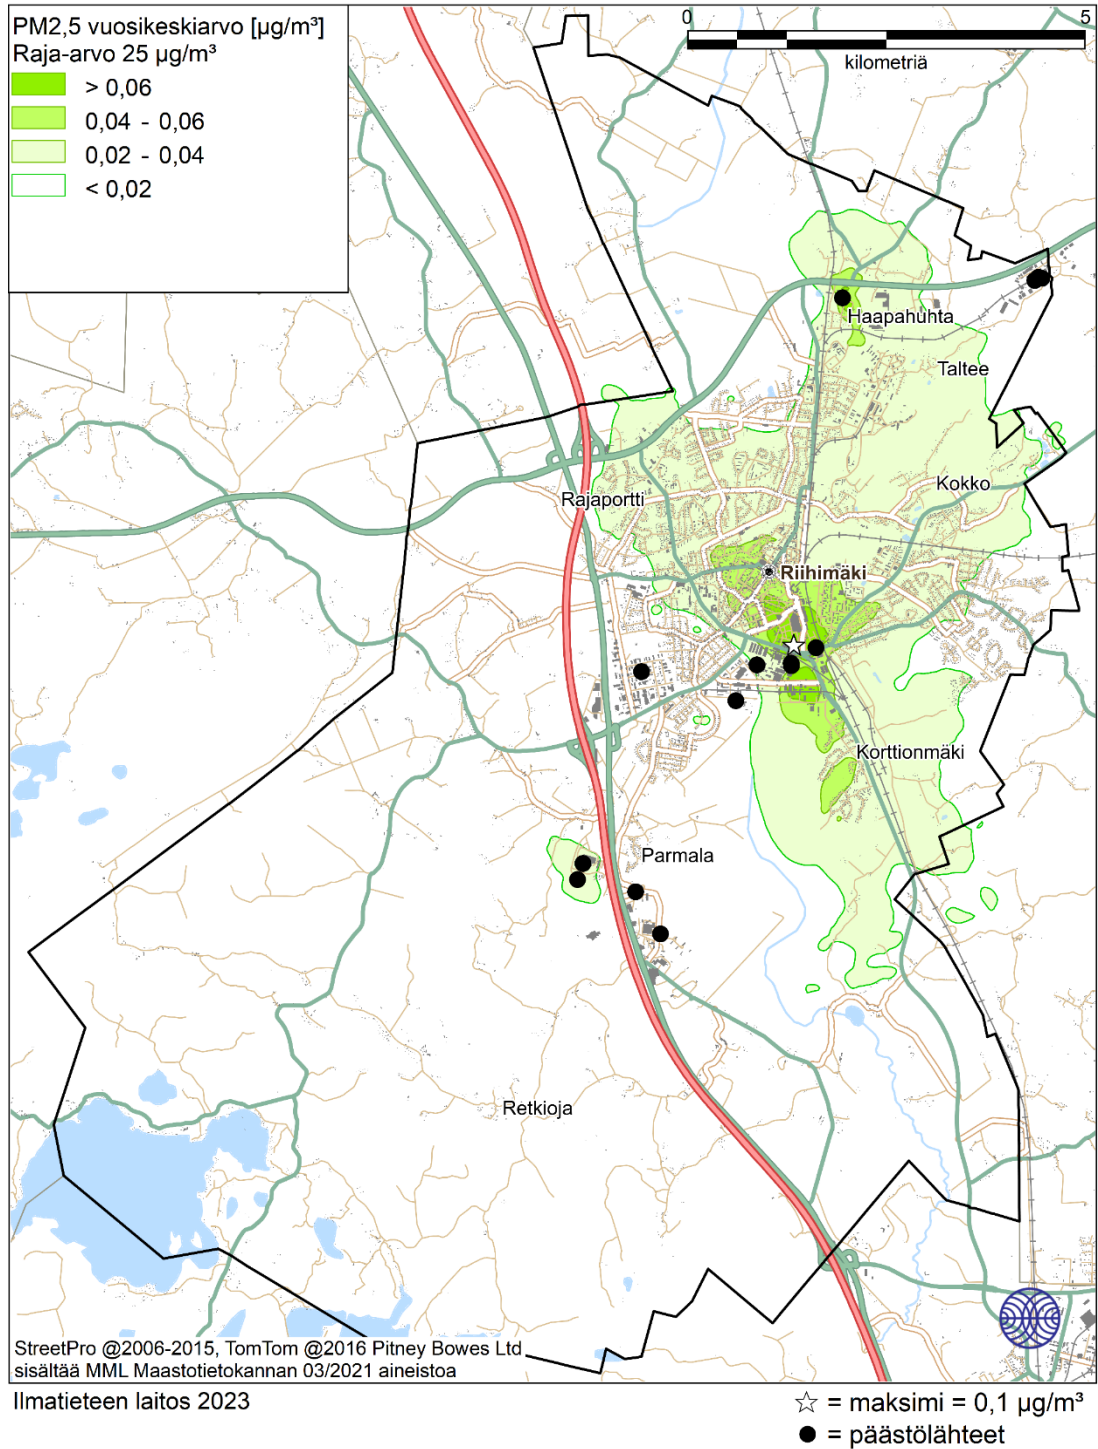 PM2,5 vuosikeskiarvo [µg/m³]
Raja-arvo 25 µg/m³
> 0,06
0,04 - 0,06
0,02 - 0,04
< 0,02
0 5
kilometriä
Haapahuhta
Taltee
Kokko
Rajaportti
Riihimäki
Korttionmäki
Parmala
Retkioja
StreetPro @2006-2015, TomTom @2016 Pitney Bowes Ltd
sisältää MML Maastotietokannan 03/2021 aineistoa
Ilmatieteen laitos 2023
= maksimi = 0,1 µg/m³
= päästölähteet